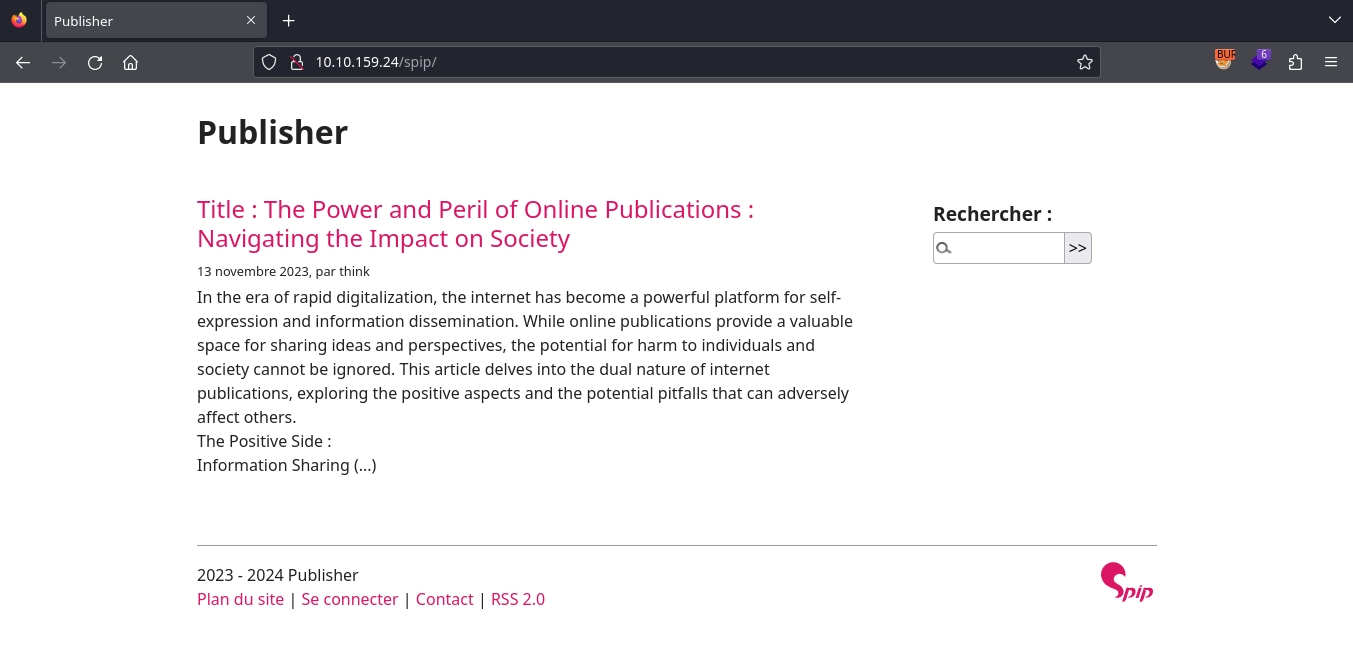 Publisher
10.10.159.24/spip/
BUR
6
Publisher
Title : The Power and Peril of Online Publications :
Navigating the Impact on Society
13 novembre 2023, par think
In the era of rapid digitalization, the internet has become a powerful platform for self-
expression and information dissemination. While online publications provide a valuable
space for sharing ideas and perspectives, the potential for harm to individuals and
society cannot be ignored. This article delves into the dual nature of internet
publications, exploring the positive aspects and the potential pitfalls that can adversely
affect others.
The Positive Side :
Information Sharing (...)
Rechercher :
>>
2023 - 2024 Publisher
Plan du site | Se connecter | Contact | RSS 2.0
Spip